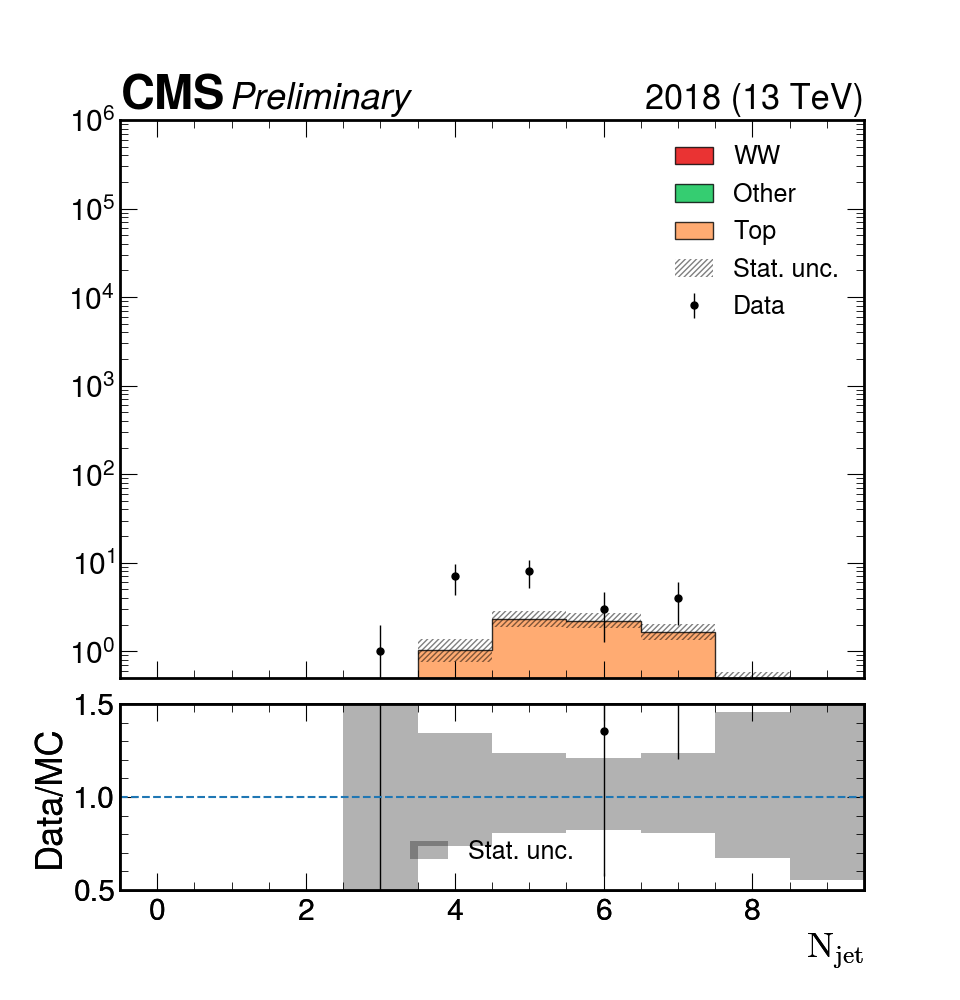 CMS Preliminary 2018 (13 TeV)
10^6
10^5
10^4
10^3
10^2
10^1
10^0
WW
Other
Top
Stat. unc.
Data
1.5
1.0
0.5
Data/MC
Stat. unc.
0 2 4 6 8
N_jet